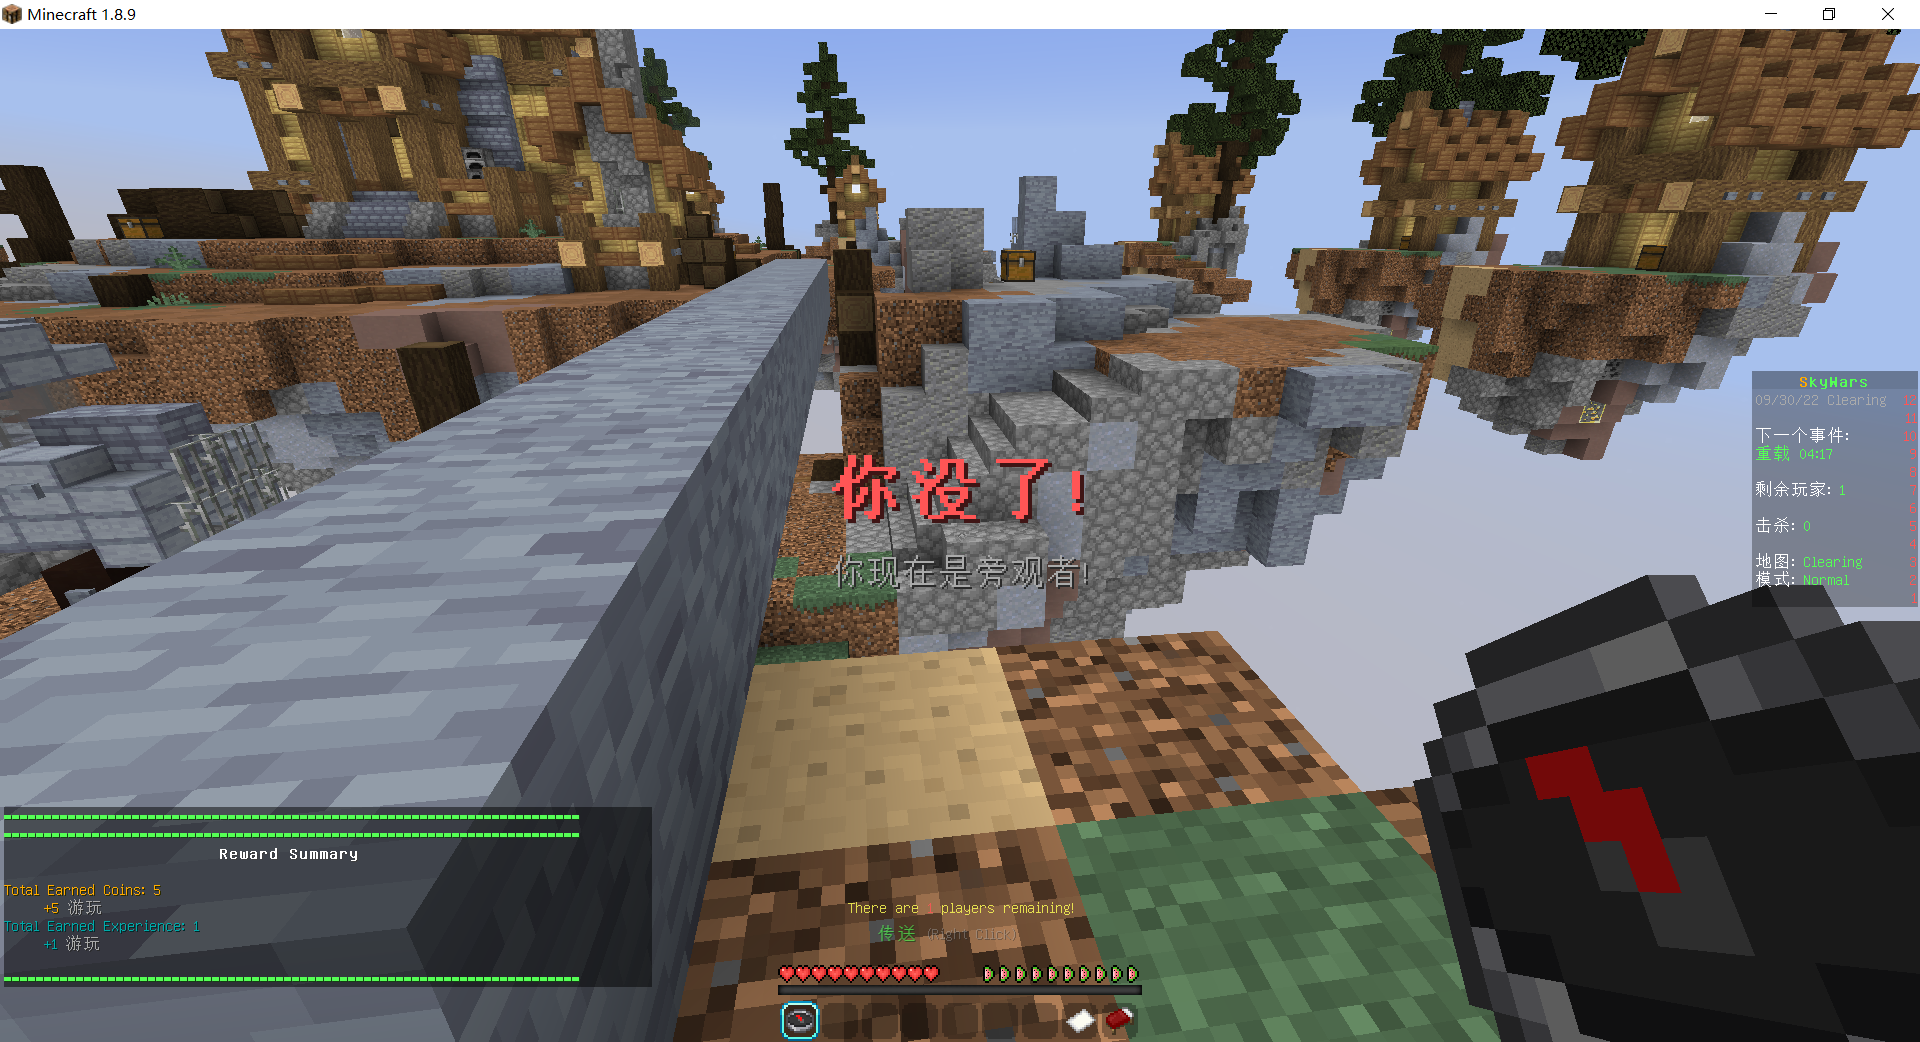 Minecraft 1.8.9
SkyWars
09/30/22 Clearing
下一个事件:
重载 04:17
剩余玩家: 1
击杀: 0
地图: Clearing
模式: Normal
你没了!
你现在是旁观者!
Reward Summary
Total Earned Coins: 5
+5 游玩
Total Earned Experience: 1
+1 游玩
There are 1 players remaining!
传送 (Right Click)